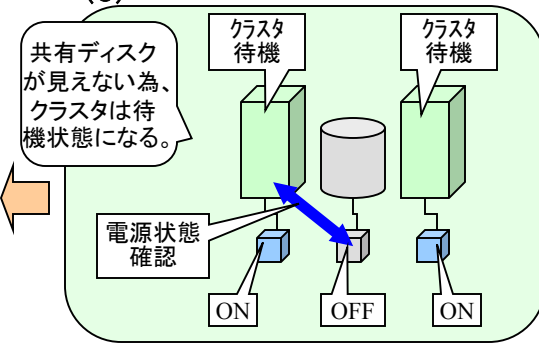 共有ディスク
が見えない為、
クラスタは待
機状態になる。
クラスタ
待機
クラスタ
待機
電源状態
確認
ON
OFF
ON